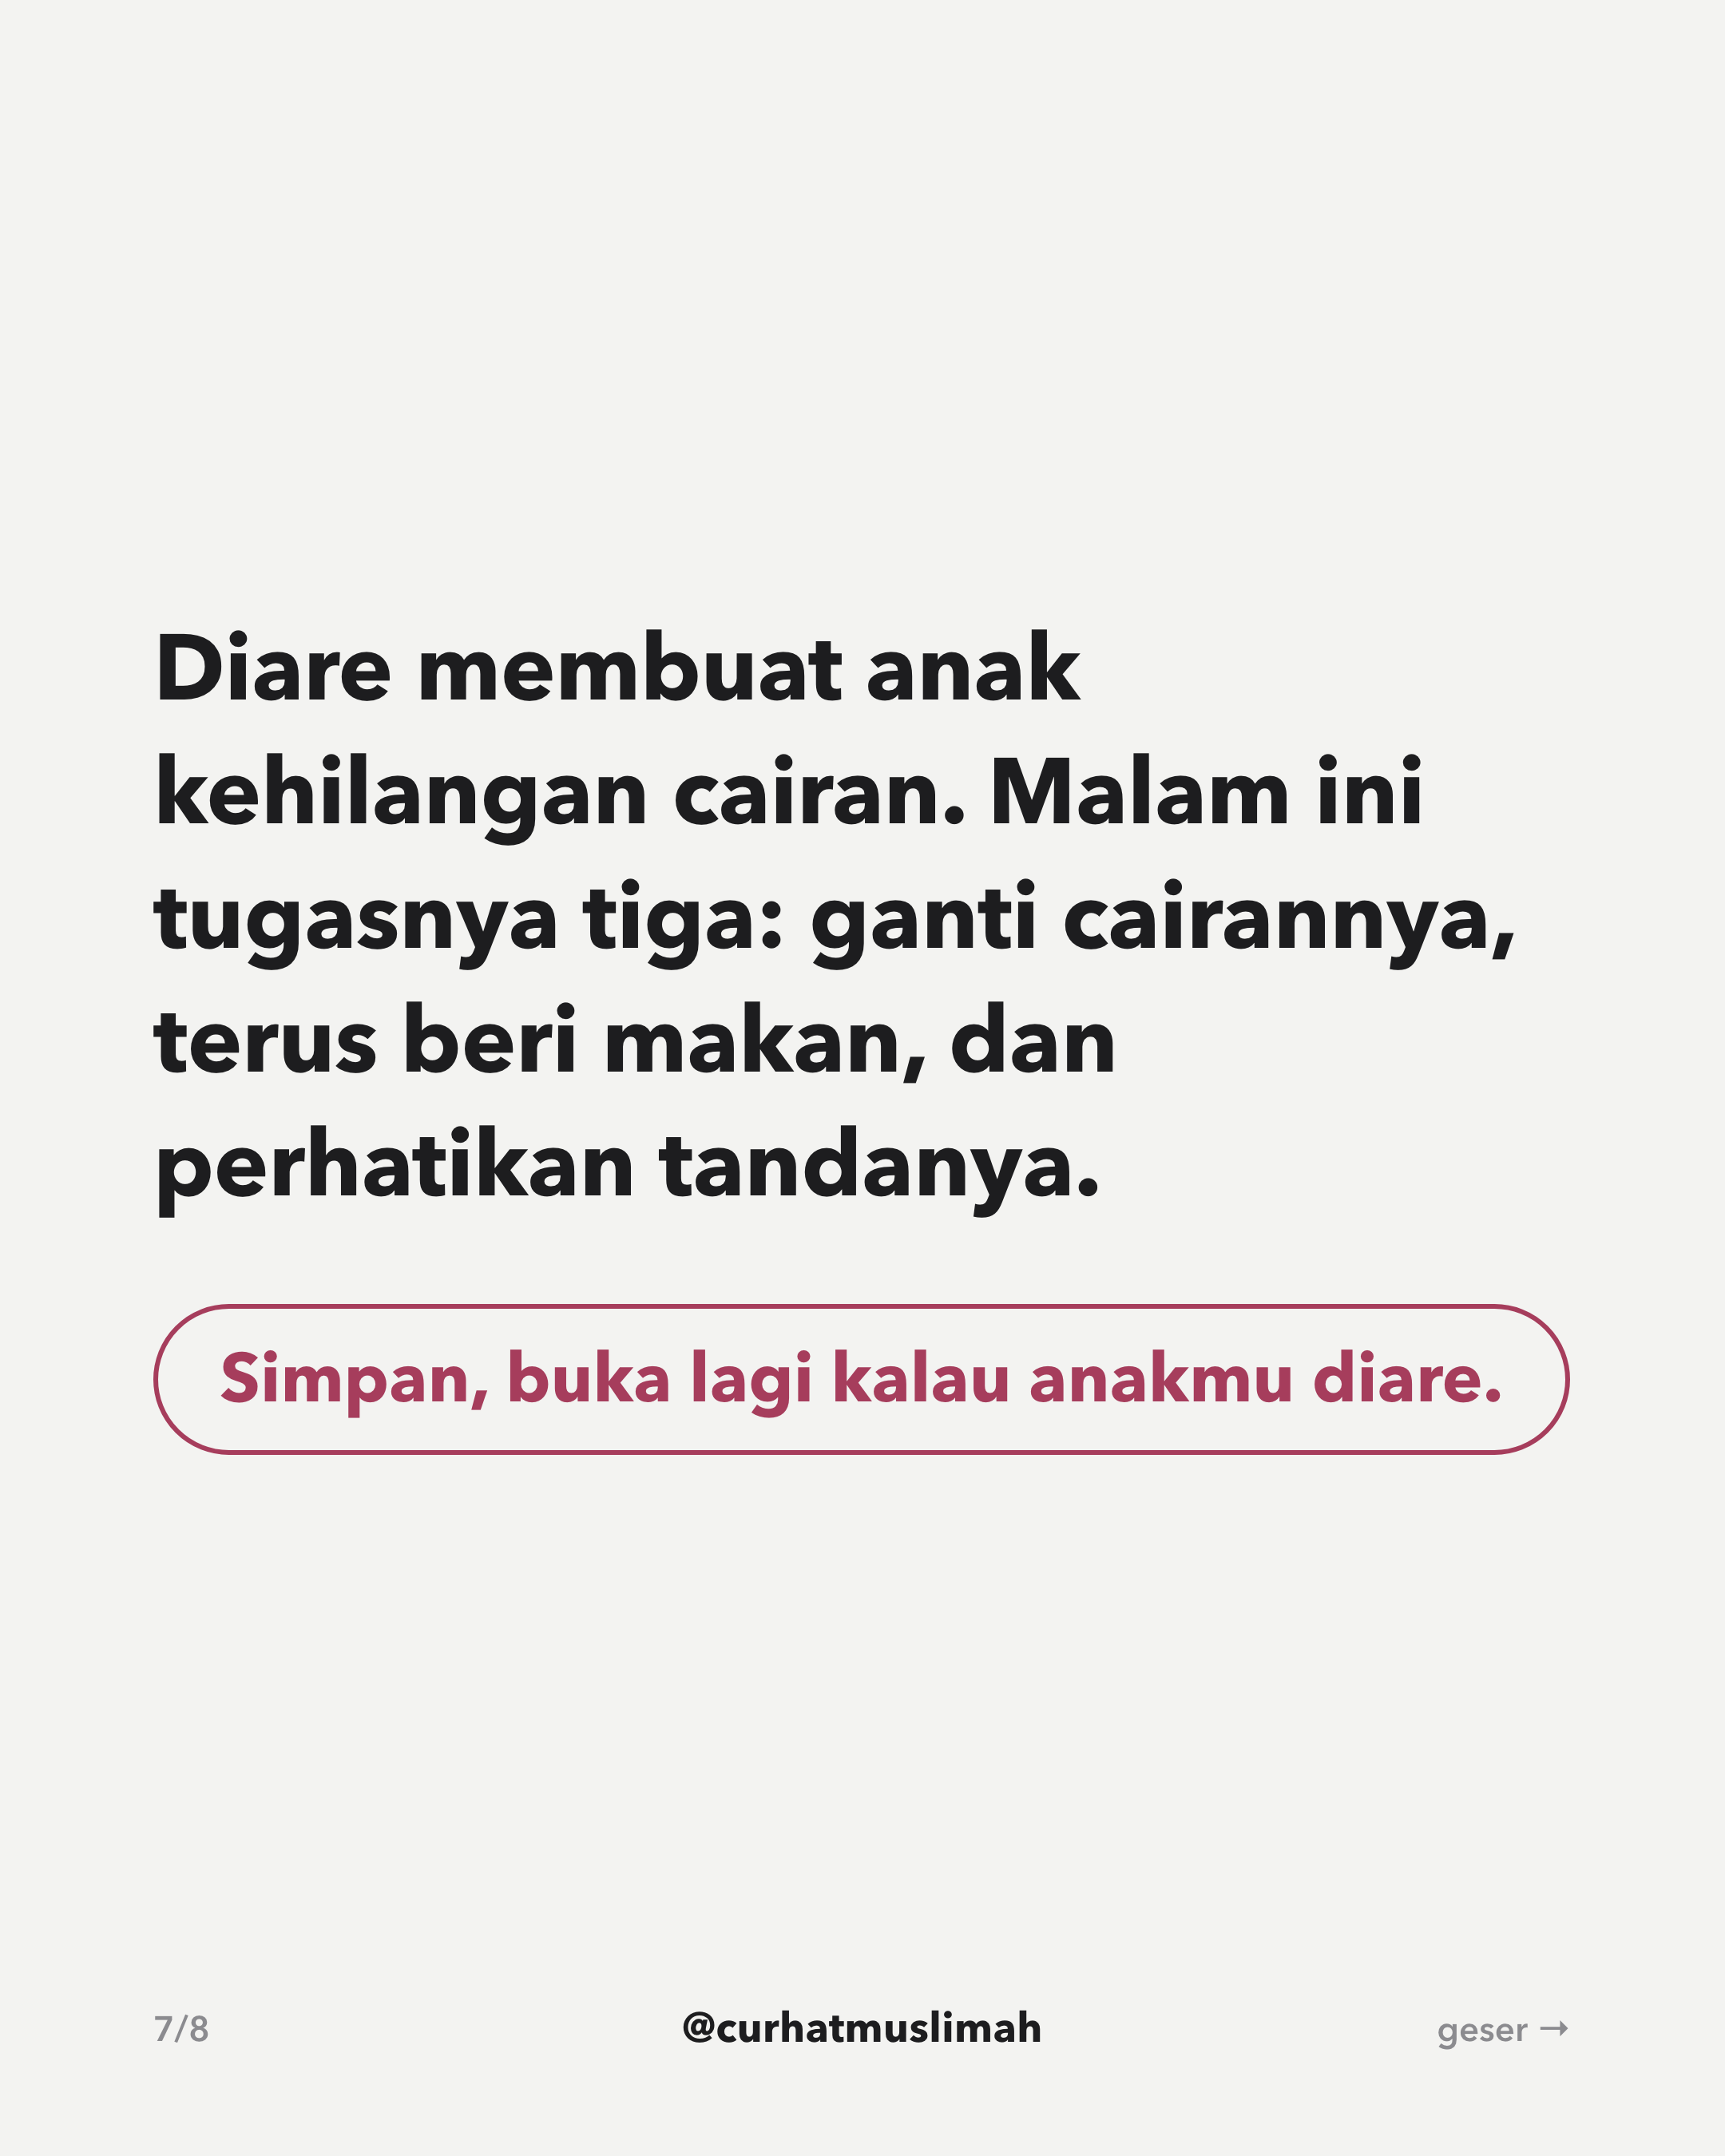 Diare membuat anak
kehilangan cairan. Malam ini
tugasnya tiga: ganti cairannya,
terus beri makan, dan
perhatikan tandanya.
Simpan, buka lagi kalau anakmu diare.
7/8
@curhatmuslimah
geser →